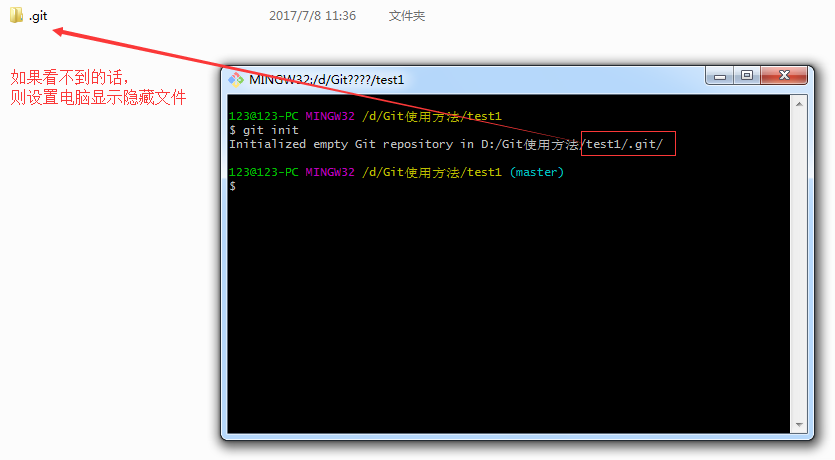 .git 2017/7/8 11:36 文件夹
如果看不到的话，
则设置电脑显示隐藏文件
MINGW32:/d/Git????/test1
123@123-PC MINGW32 /d/Git使用方法/test1
$ git init
Initialized empty Git repository in D:/Git使用方法/test1/.git/
123@123-PC MINGW32 /d/Git使用方法/test1 (master)
$